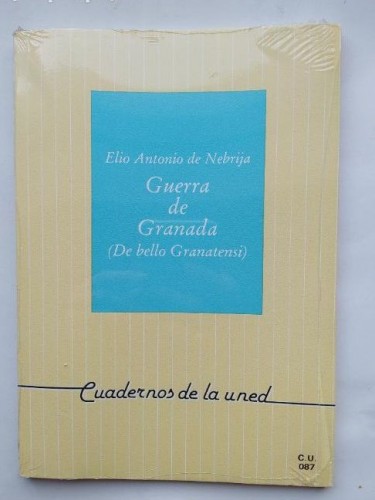 Elio Antonio de Nebrija
Guerra
de
Granada
(De bello Granatensi)
Cuadernos de la uned
C.U.
087